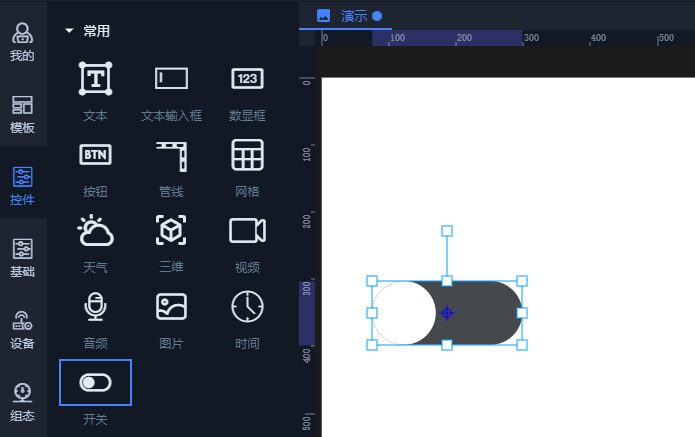 我的
模板
控件
基础
设备
组态
常用
T
文本
文本输入框
123
数显框
BTN
按钮
管线
网格
天气
三维
视频
音频
图片
时间
开关
演示
0 100 200 300 400 500
0
100
200
300
400
500